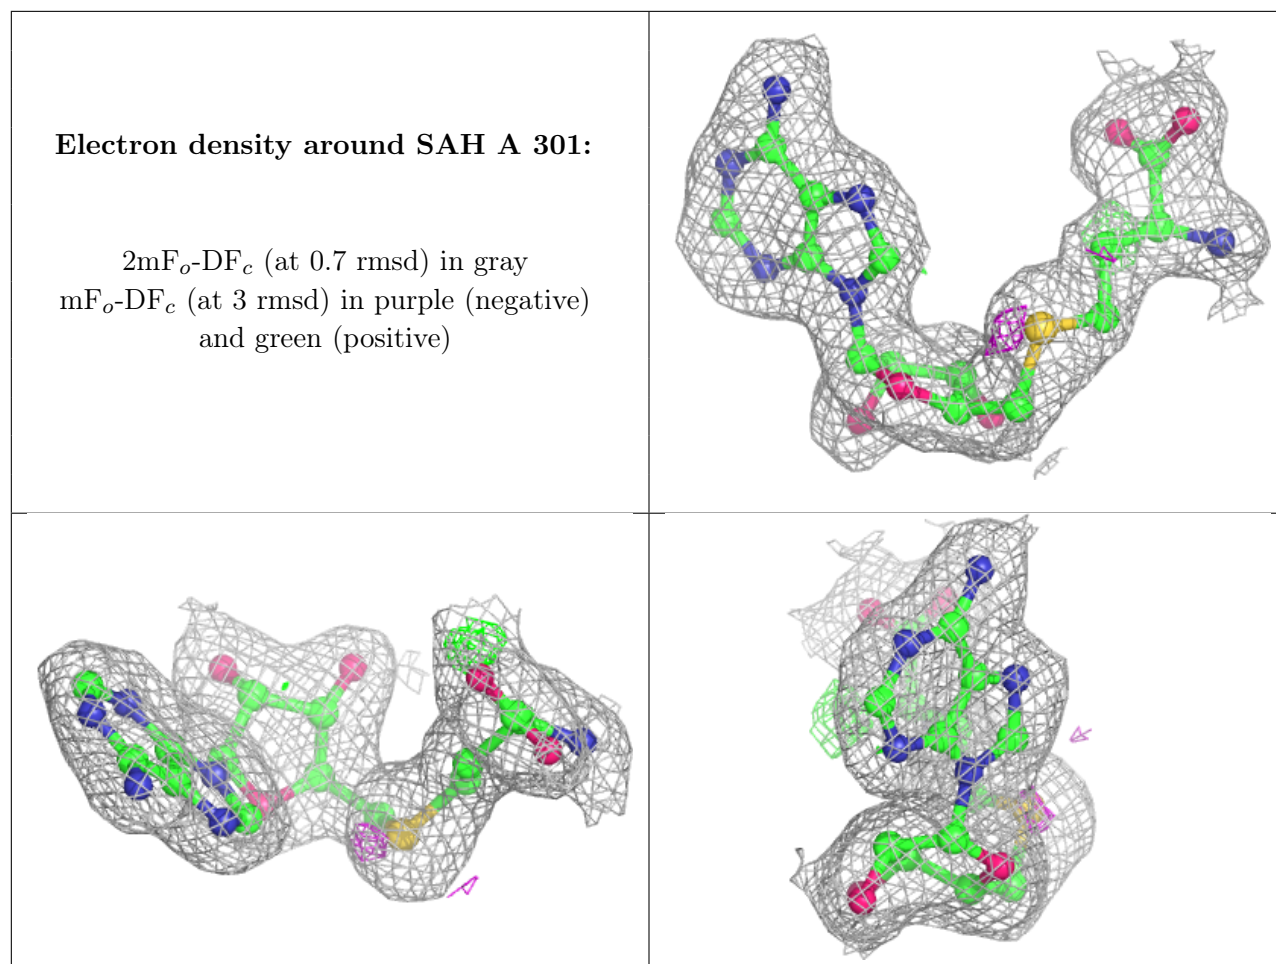 Electron density around SAH A 301:
2mFo-DFc (at 0.7 rmsd) in gray
mFo-DFc (at 3 rmsd) in purple (negative)
and green (positive)